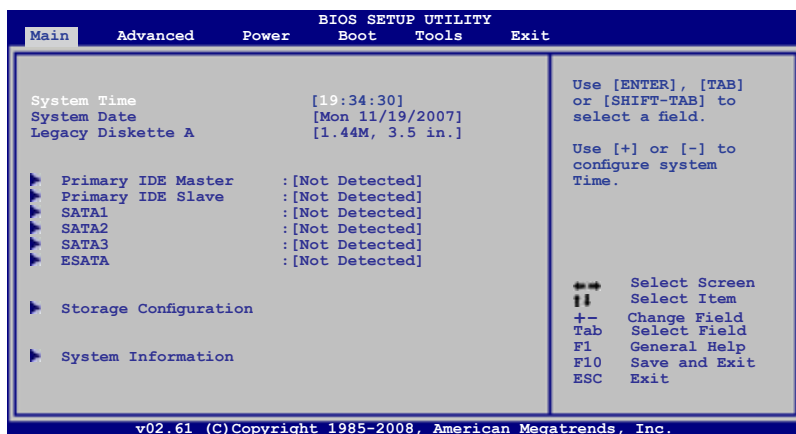 BIOS SETUP UTILITY
Main Advanced Power Boot Tools Exit
System Time [19:34:30]
System Date [Mon 11/19/2007]
Legacy Diskette A [1.44M, 3.5 in.]
Primary IDE Master :[Not Detected]
Primary IDE Slave :[Not Detected]
SATA1 :[Not Detected]
SATA2 :[Not Detected]
SATA3 :[Not Detected]
ESATA :[Not Detected]
Storage Configuration
System Information
Use [ENTER], [TAB]
or [SHIFT-TAB] to
select a field.
Use [+] or [-] to
configure system
Time.
Select Screen
Select Item
+- Change Field
Tab Select Field
F1 General Help
F10 Save and Exit
ESC Exit
v02.61 (C)Copyright 1985-2008, American Megatrends, Inc.